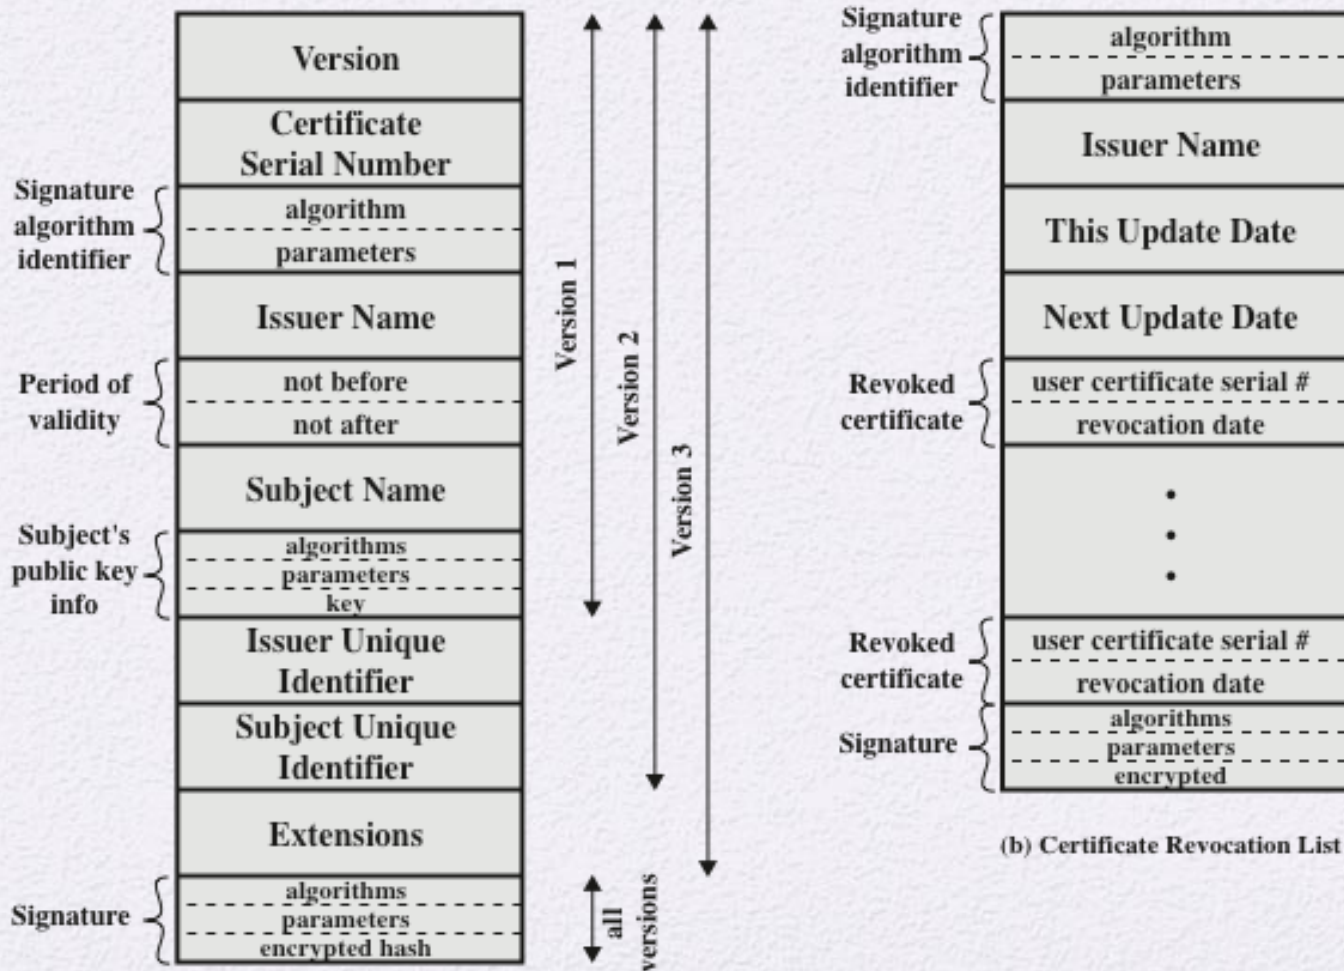 Version
Certificate
Serial Number
Signature
algorithm
identifier
algorithm
parameters
Issuer Name
Period of
validity
not before
not after
Subject Name
Subject's
public key
info
algorithms
parameters
key
Issuer Unique
Identifier
Subject Unique
Identifier
Extensions
Signature
algorithms
parameters
encrypted hash
Version 1
Version 2
Version 3
all
versions
Signature
algorithm
identifier
algorithm
parameters
Issuer Name
This Update Date
Next Update Date
Revoked
certificate
user certificate serial #
revocation date
Revoked
certificate
user certificate serial #
revocation date
Signature
algorithms
parameters
encrypted
(b) Certificate Revocation List